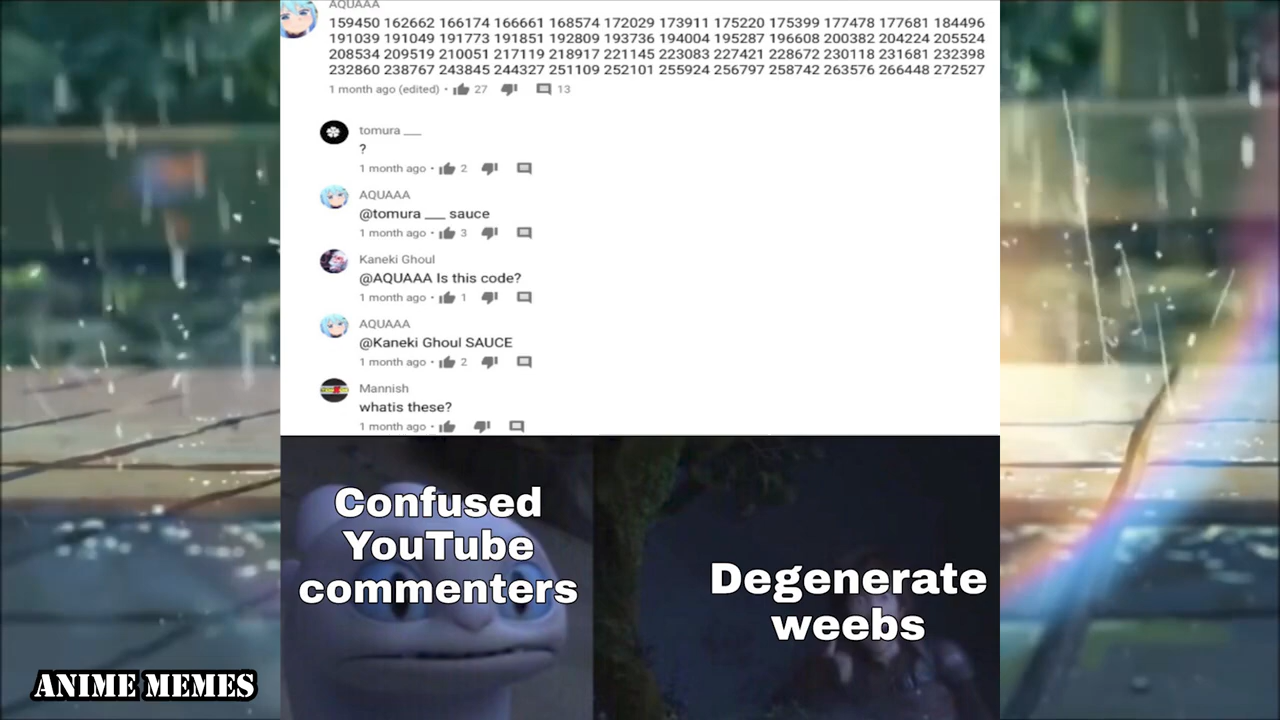 AQUAAA
159450 162662 166174 166661 168574 172029 173911 175220 175399 177478 177681 184496
191039 191049 191773 191851 192809 193736 194004 195287 196608 200382 204224 205524
208534 209519 210051 217119 218917 221145 223083 227421 228672 230118 231681 232398
232860 238767 243845 244327 251109 252101 255924 256797 258742 263576 266448 272527
1 month ago (edited) • 27 13
tomura ___
?
1 month ago • 2
AQUAAA
@tomura ___ sauce
1 month ago • 3
Kaneki Ghoul
@AQUAAA Is this code?
1 month ago • 1
AQUAAA
@Kaneki Ghoul SAUCE
1 month ago • 2
Mannish
whatis these?
1 month ago •
Confused
YouTube
commenters
Degenerate
weebs
ANIME MEMES